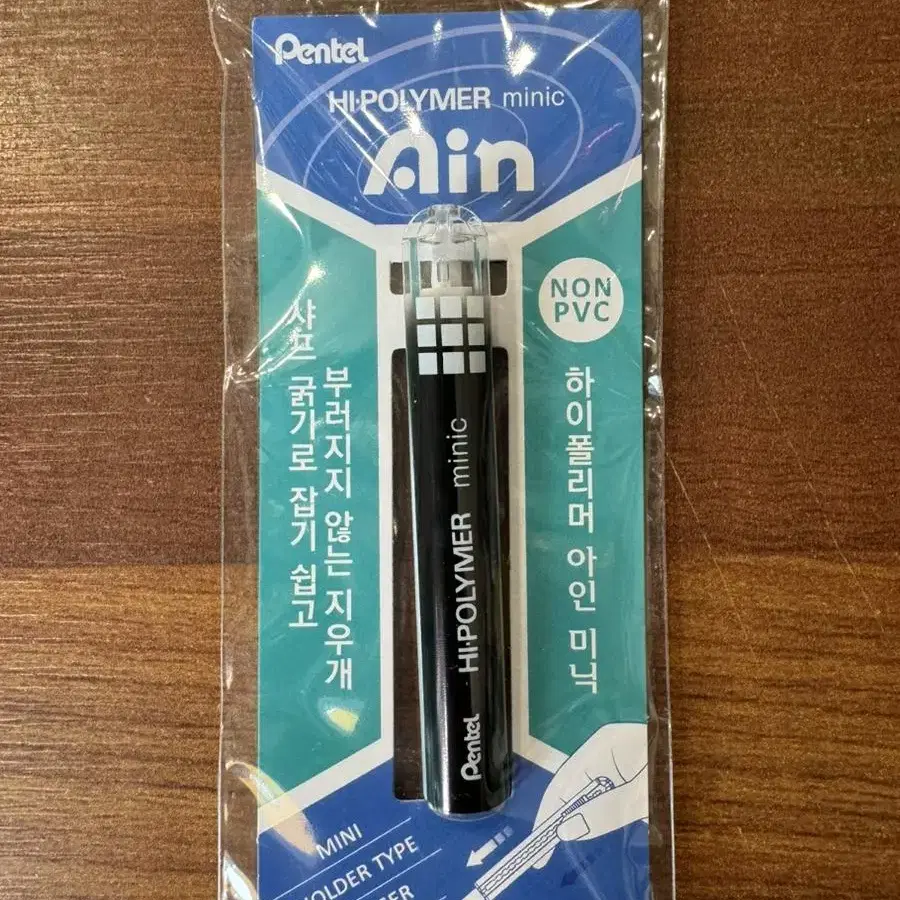 Pentel
HI·POLYMER minic
Ain
NON
PVC
샤프 굵기로 잡기 쉽고
부러지지 않는 지우개
하이폴리머 아인 미닉
HI·POLYMER minic
Pentel
MINI
TYPE